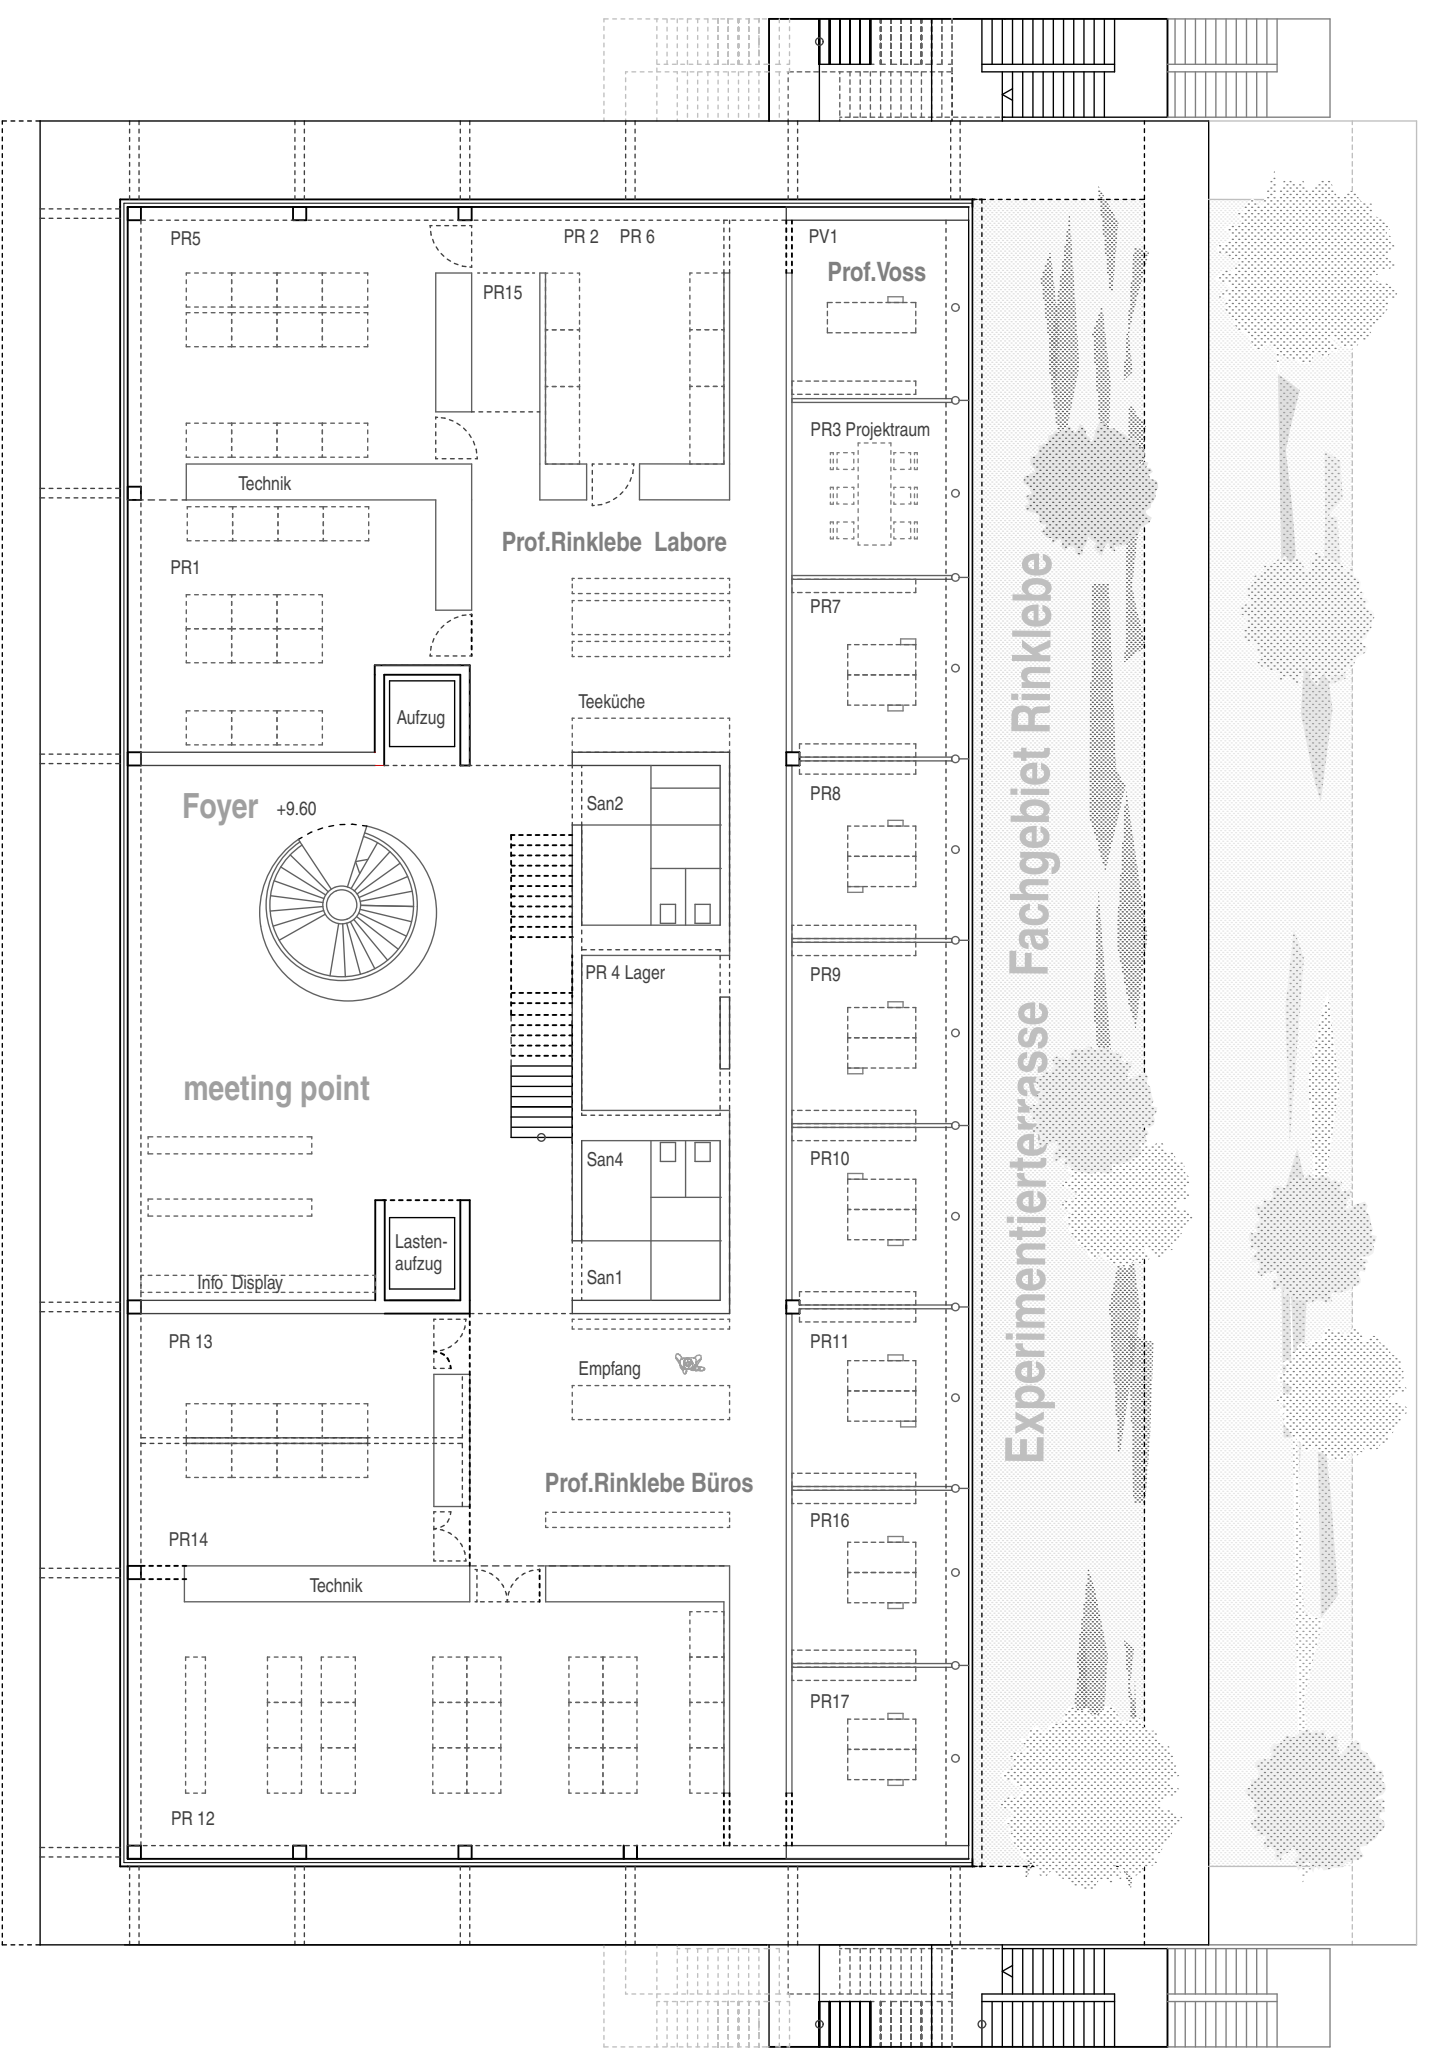 PR5
PR 2 PR 6
PV1
Prof.Voss
PR15
PR3 Projektraum
Technik
Prof.Rinklebe Labore
PR1
PR7
Teeküche
Aufzug
Foyer +9.60
San2
PR8
PR 4 Lager
PR9
meeting point
San4
PR10
Lasten-
aufzug
Info Display
San1
PR 13
Empfang
PR11
Prof.Rinklebe Büros
PR14
PR16
Technik
PR17
PR 12
Experimentierterrasse Fachgebiet Rinklebe